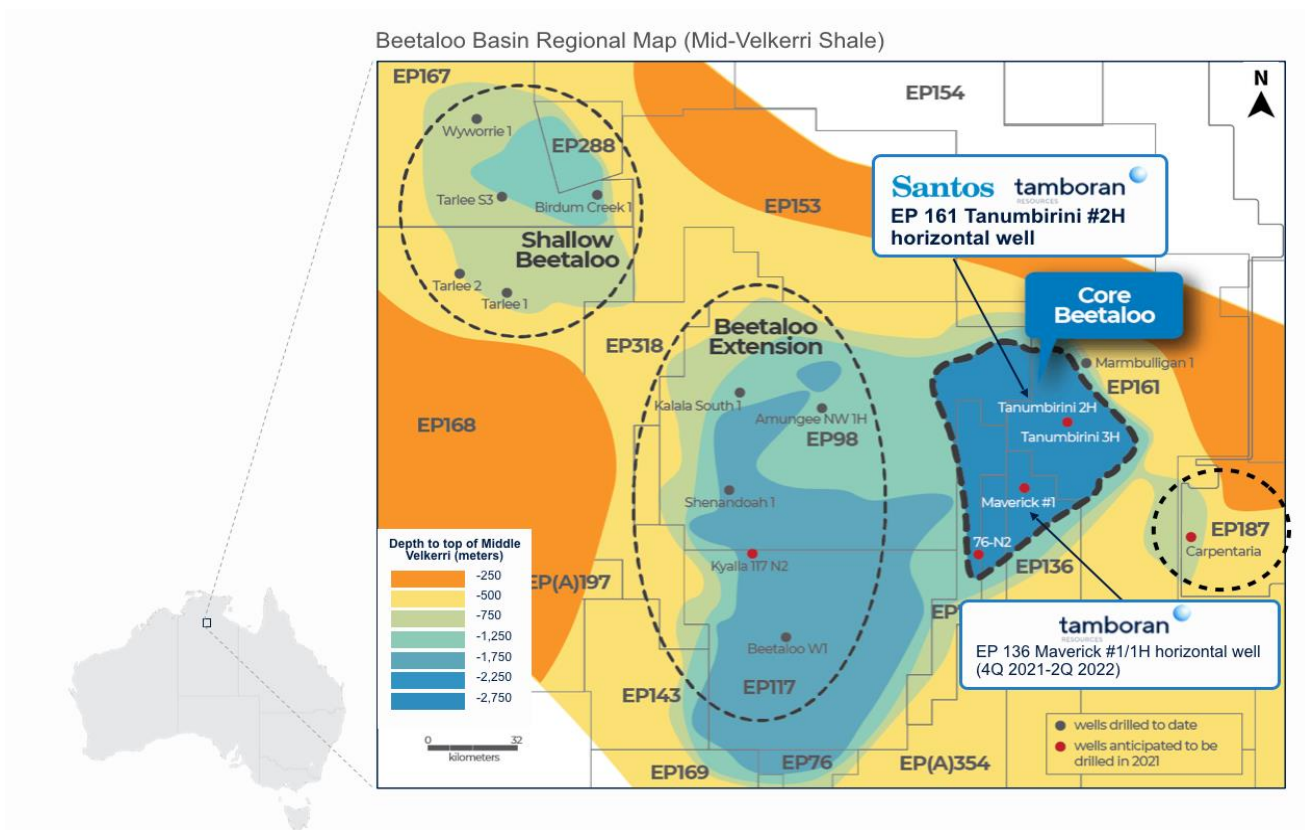 Beetaloo Basin Regional Map (Mid-Velkerri Shale)
EP167
EP154
N
Wyworrie 1
EP288
Santos tamboran
RESOURCES
EP 161 Tanumbirini #2H
horizontal well
Tarlee S3
Birdum Creek 1
EP153
Shallow
Beetaloo
Tarlee 2
Tarlee 1
Core
Beetaloo
Beetaloo
Extension
EP318
Marmbulligan 1
EP161
Kalala South 1
Amungee NW 1H
Tanumbirini 2H
EP168
EP98
Tanumbirini 3H
Shenandoah 1
Maverick #1
EP187
Carpentaria
Depth to top of Middle
Velkerri (meters)
-250
-500
-750
-1,250
-1,750
-2,250
-2,750
76-N2
Kyalla 117 N2
EP136
EP(A)197
tamboran
RESOURCES
EP 136 Maverick #1/1H horizontal well
(4Q 2021-2Q 2022)
Beetaloo W1
EP143
EP117
wells drilled to date
wells anticipated to be
drilled in 2021
0 32
kilometers
EP169
EP76
EP(A)354